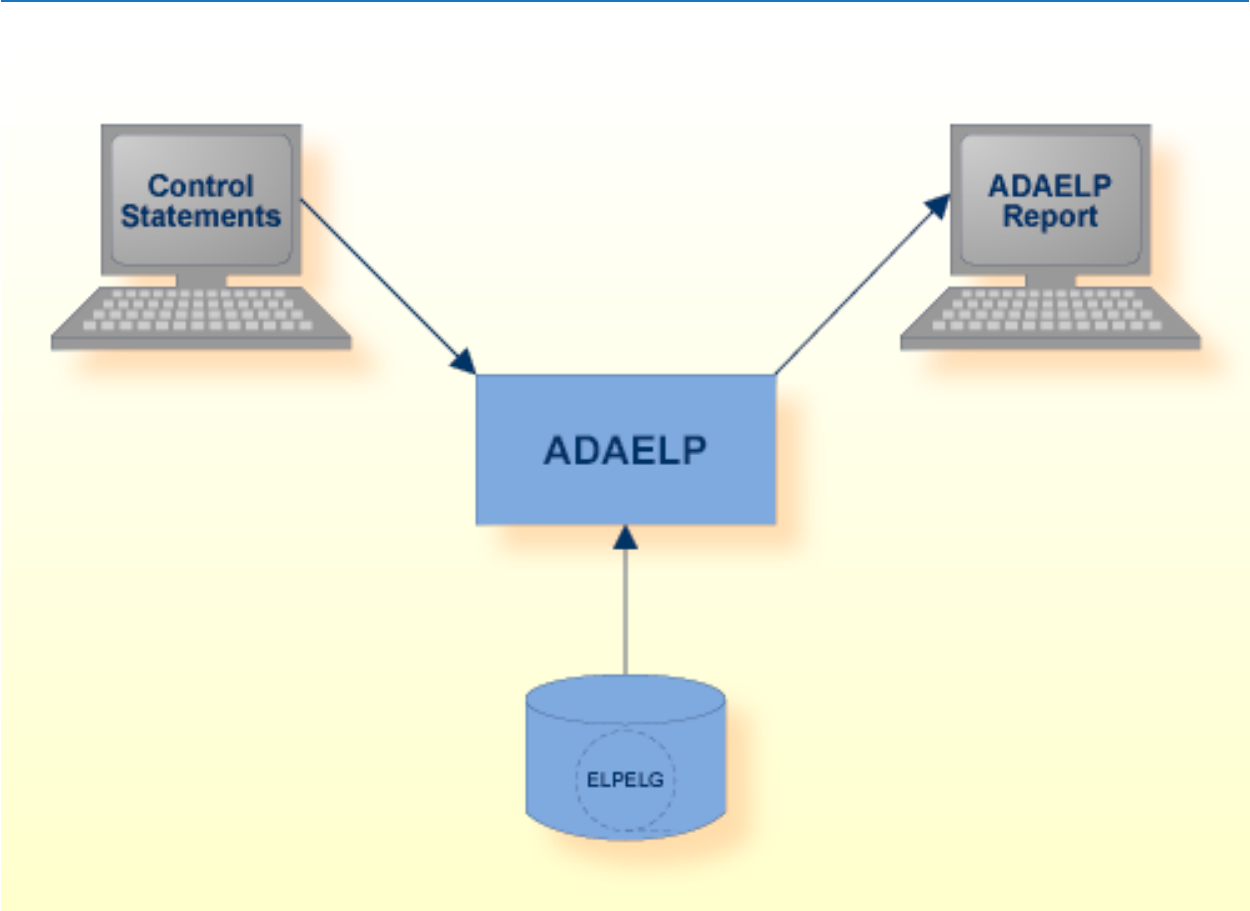 Control
Statements
ADAELP
Report
ADAELP
ELPELG